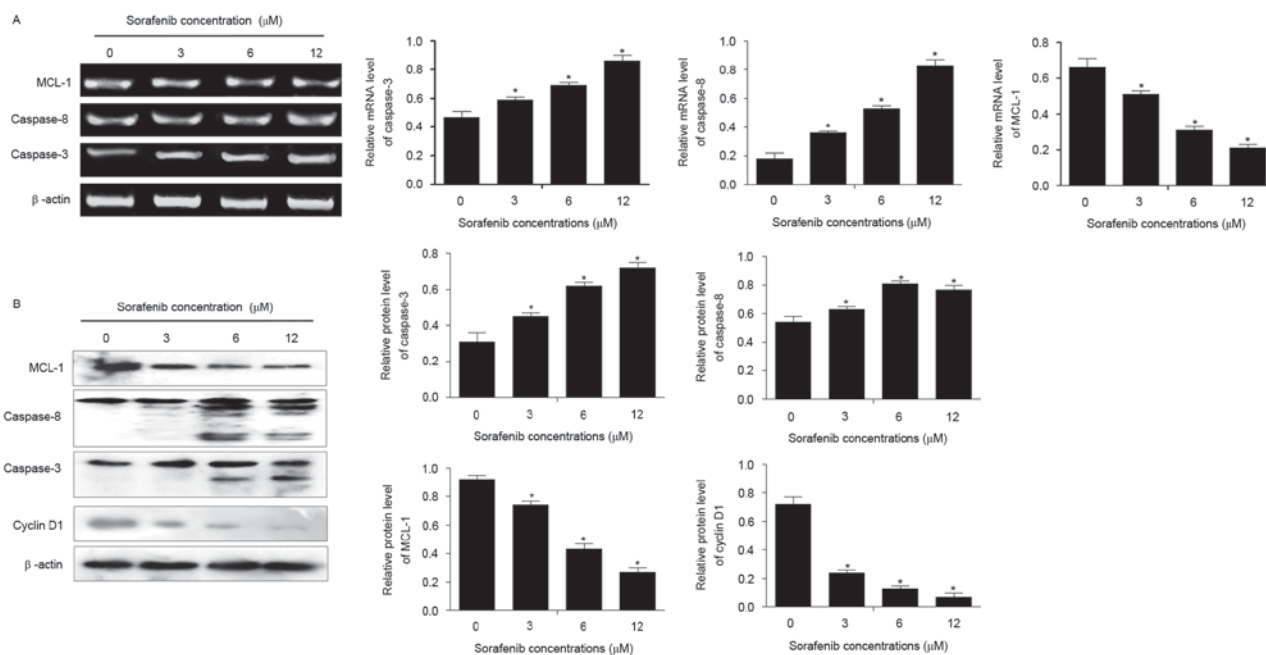 A
Sorafenib concentration (μM)
0 3 6 12
MCL-1
Caspase-8
Caspase-3
β -actin
Relative mRNA level
of caspase-3
1.0
0.8
0.6
0.4
0.2
0.0
* * *
0 3 6 12
Sorafenib concentrations (μM)
Relative mRNA level
of caspase-8
1.0
0.8
0.6
0.4
0.2
0.0
* * *
0 3 6 12
Sorafenib concentrations (μM)
Relative mRNA level
of MCL-1
0.8
0.6
0.4
0.2
0.0
* * *
0 3 6 12
Sorafenib concentrations (μM)
B
Sorafenib concentration (μM)
0 3 6 12
MCL-1
Caspase-8
Caspase-3
Cyclin D1
β -actin
Relative protein level
of caspase-3
0.8
0.6
0.4
0.2
0.0
* * *
0 3 6 12
Sorafenib concentrations (μM)
Relative protein level
of caspase-8
1.0
0.8
0.6
0.4
0.2
0.0
* * *
0 3 6 12
Sorafenib concentrations (μM)
Relative protein level
of MCL-1
1.0
0.8
0.6
0.4
0.2
0.0
* * *
0 3 6 12
Sorafenib concentrations (μM)
Relative protein level
of cyclin D1
1.0
0.8
0.6
0.4
0.2
0.0
* * *
0 3 6 12
Sorafenib concentrations (μM)